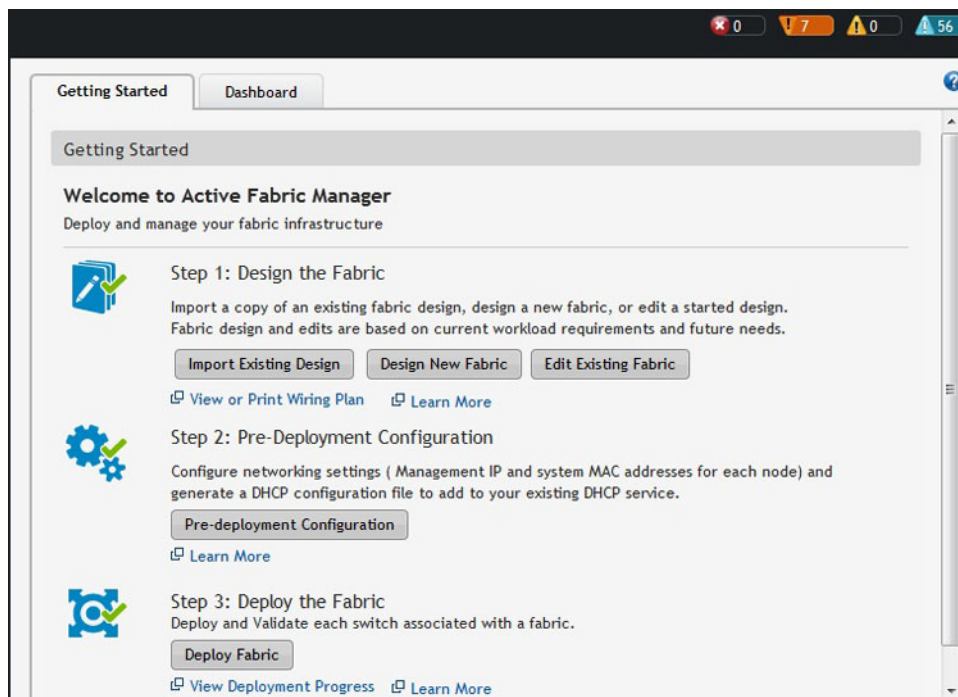 0 7 0 56
Getting Started Dashboard
Getting Started
Welcome to Active Fabric Manager
Deploy and manage your fabric infrastructure
Step 1: Design the Fabric
Import a copy of an existing fabric design, design a new fabric, or edit a started design.
Fabric design and edits are based on current workload requirements and future needs.
Import Existing Design Design New Fabric Edit Existing Fabric
View or Print Wiring Plan Learn More
Step 2: Pre-Deployment Configuration
Configure networking settings ( Management IP and system MAC addresses for each node) and
generate a DHCP configuration file to add to your existing DHCP service.
Pre-deployment Configuration
Learn More
Step 3: Deploy the Fabric
Deploy and Validate each switch associated with a fabric.
Deploy Fabric
View Deployment Progress Learn More